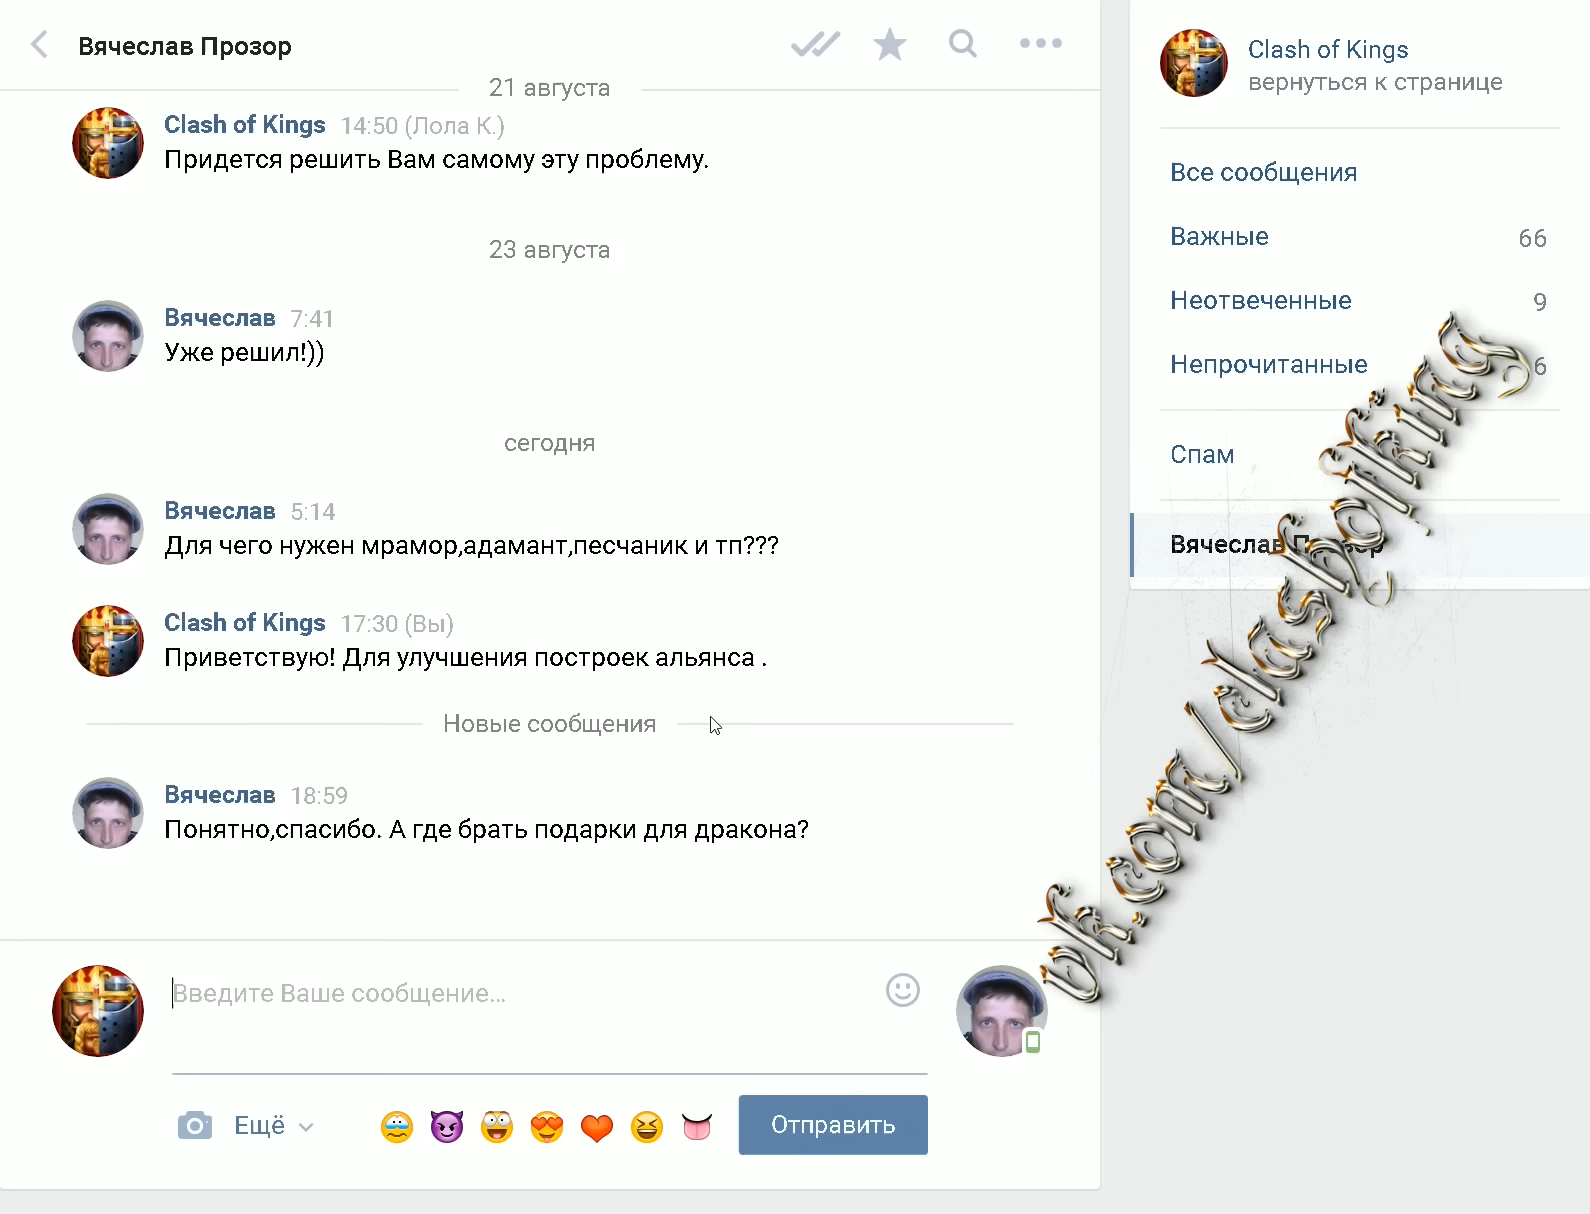 Вячеслав Прозор
21 августа
Clash of Kings 14:50 (Лола К.)
Придется решить Вам самому эту проблему.
23 августа
Вячеслав 7:41
Уже решил!))
сегодня
Вячеслав 5:14
Для чего нужен мрамор,адамант,песчаник и тп???
Clash of Kings 17:30 (Вы)
Приветствую! Для улучшения построек альянса .
Новые сообщения
Вячеслав 18:59
Понятно,спасибо. А где брать подарки для дракона?
Введите Ваше сообщение...
Ещё
Отправить
Clash of Kings
вернуться к странице
Все сообщения
Важные 66
Неотвеченные 9
Непрочитанные 6
Спам
Вячеслав Прозор
vk.com/clashofking